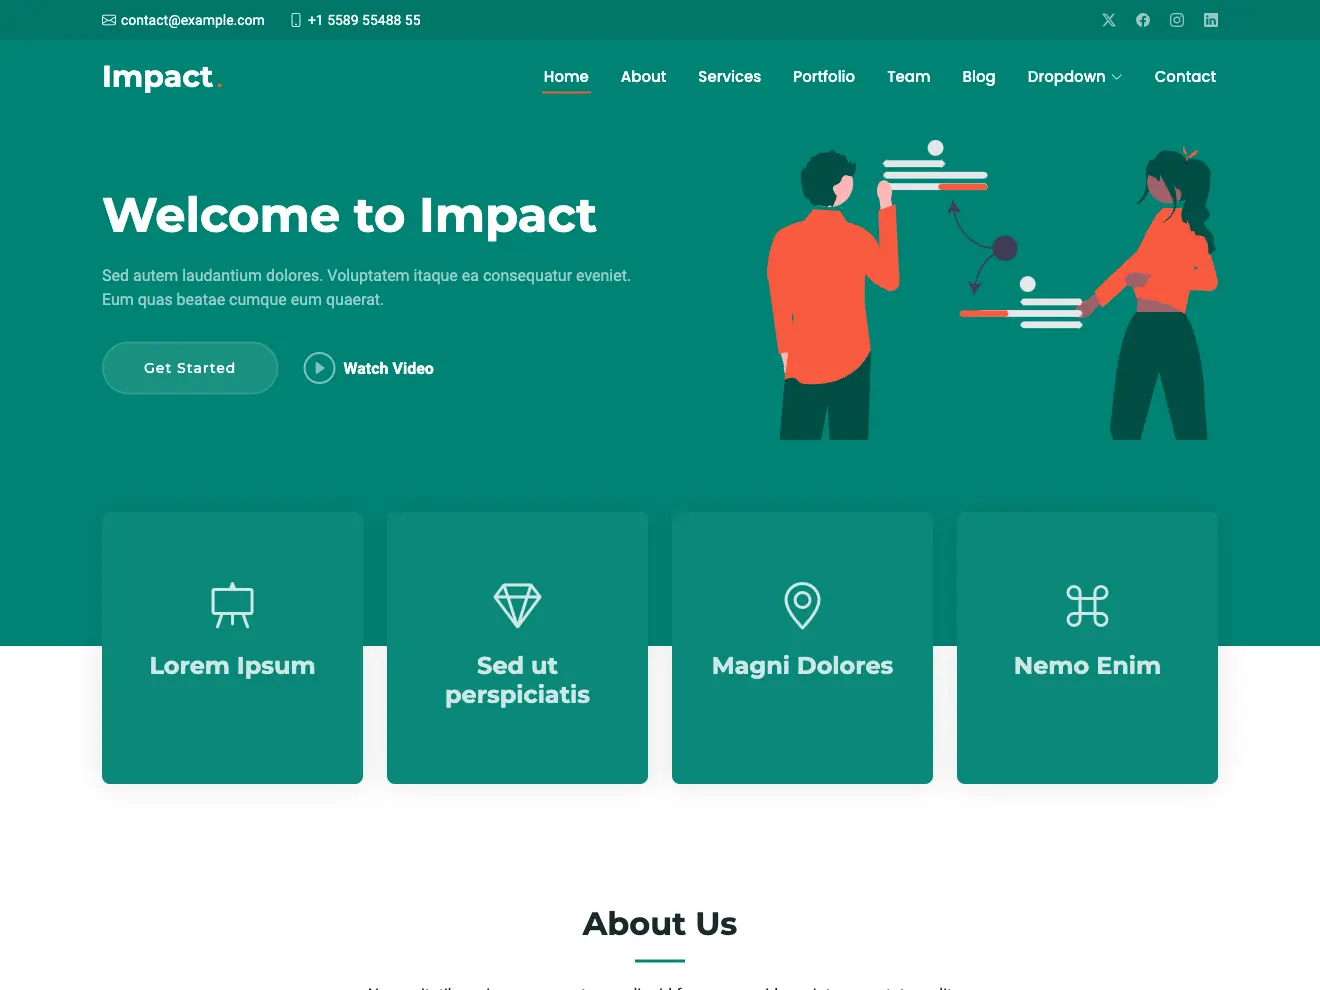 contact@example.com
+1 5589 55488 55
Impact.
Home
About
Services
Portfolio
Team
Blog
Dropdown
Contact
Welcome to Impact
Sed autem laudantium dolores. Voluptatem itaque ea consequatur eveniet.
Eum quas beatae cumque eum quaerat.
Get Started
Watch Video
Lorem Ipsum
Sed ut
perspiciatis
Magni Dolores
Nemo Enim
About Us